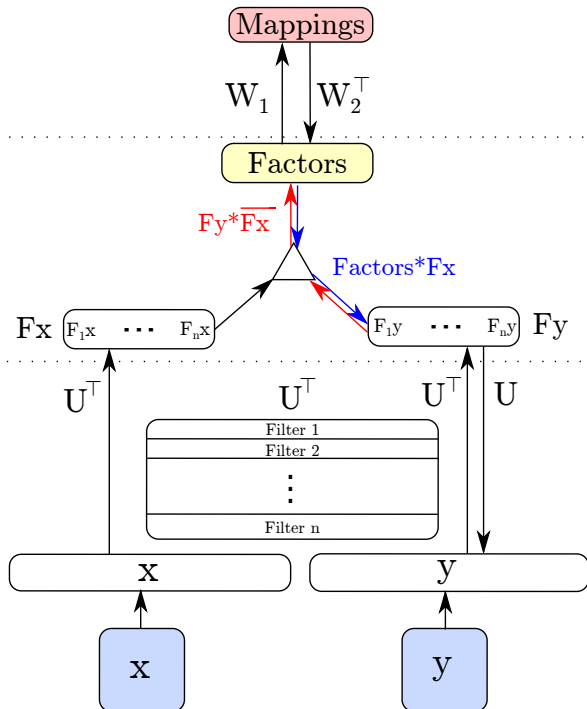 Mappings
W₁ W₂⊤
Factors
Fy*F̅x̅
Factors*Fx
Fx F₁x ... Fₙx F₁y ... Fₙy Fy
U⊤ U⊤ U⊤ U
Filter 1
Filter 2
⋮
Filter n
x y
x y